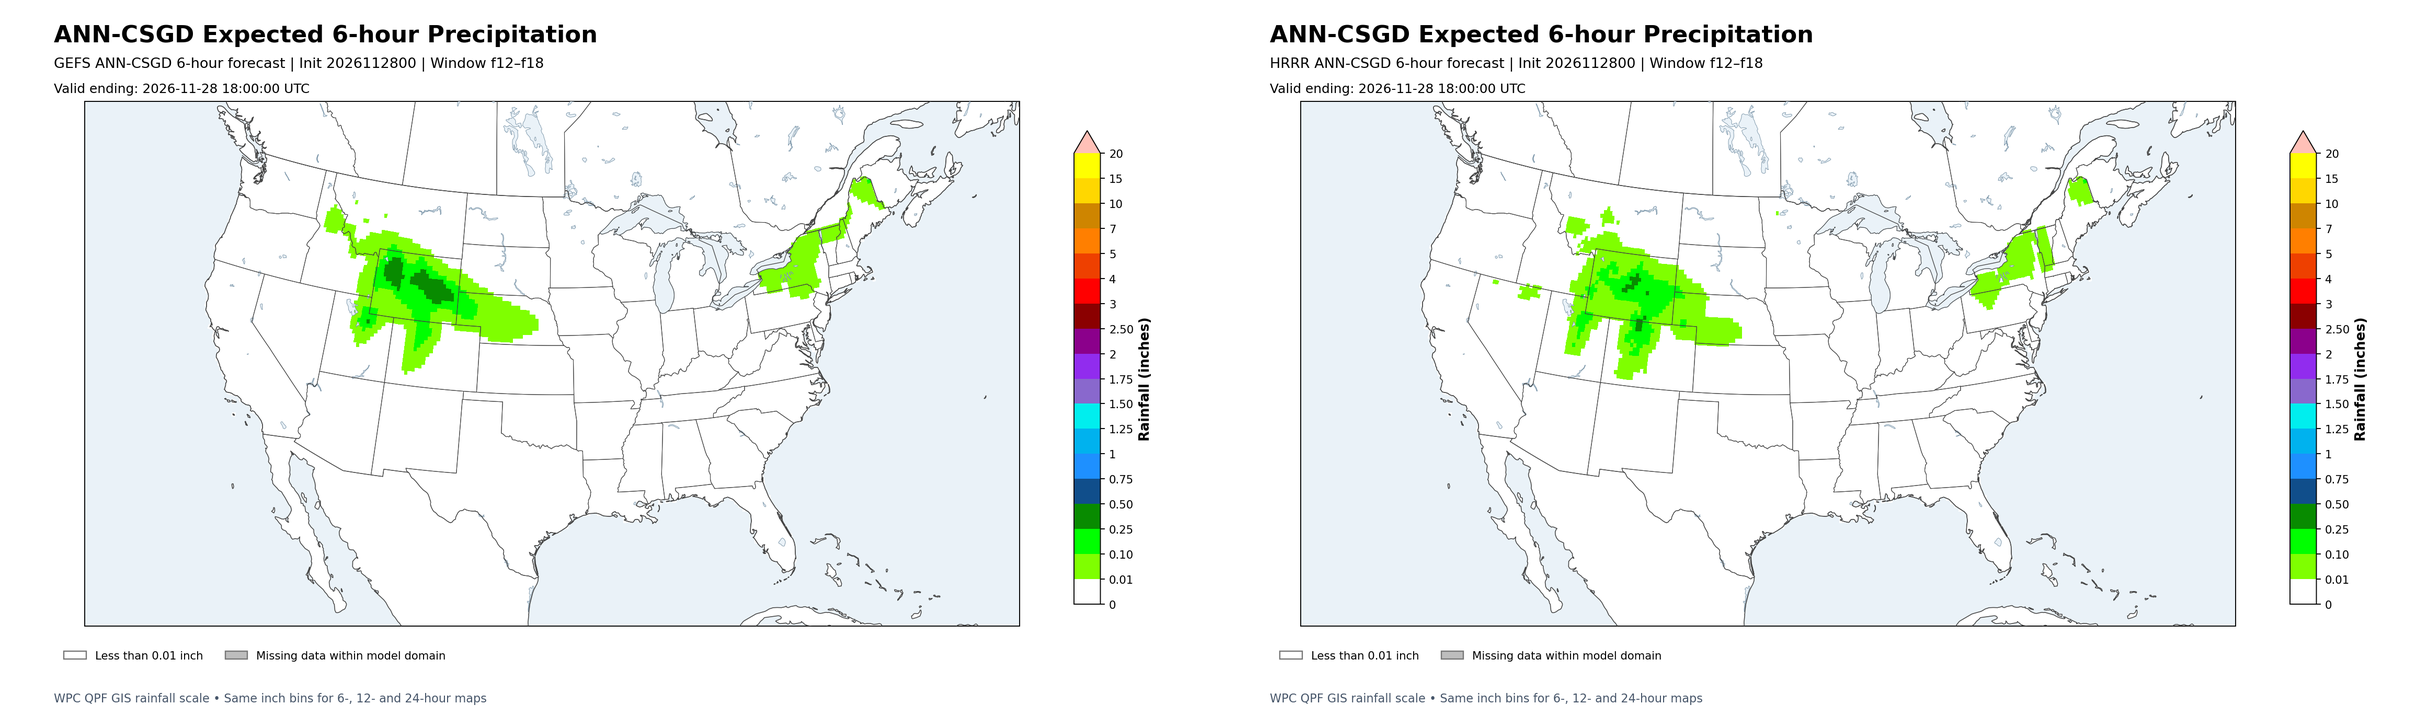 ANN-CSGD Expected 6-hour Precipitation
GEFS ANN-CSGD 6-hour forecast | Init 2026112800 | Window f12–f18
Valid ending: 2026-11-28 18:00:00 UTC
20
15
10
7
5
4
3
2.50
2
1.75
1.50
1.25
1
0.75
0.50
0.25
0.10
0.01
0
Rainfall (inches)
Less than 0.01 inch
Missing data within model domain
WPC QPF GIS rainfall scale • Same inch bins for 6-, 12- and 24-hour maps
ANN-CSGD Expected 6-hour Precipitation
HRRR ANN-CSGD 6-hour forecast | Init 2026112800 | Window f12–f18
Valid ending: 2026-11-28 18:00:00 UTC
20
15
10
7
5
4
3
2.50
2
1.75
1.50
1.25
1
0.75
0.50
0.25
0.10
0.01
0
Rainfall (inches)
Less than 0.01 inch
Missing data within model domain
WPC QPF GIS rainfall scale • Same inch bins for 6-, 12- and 24-hour maps